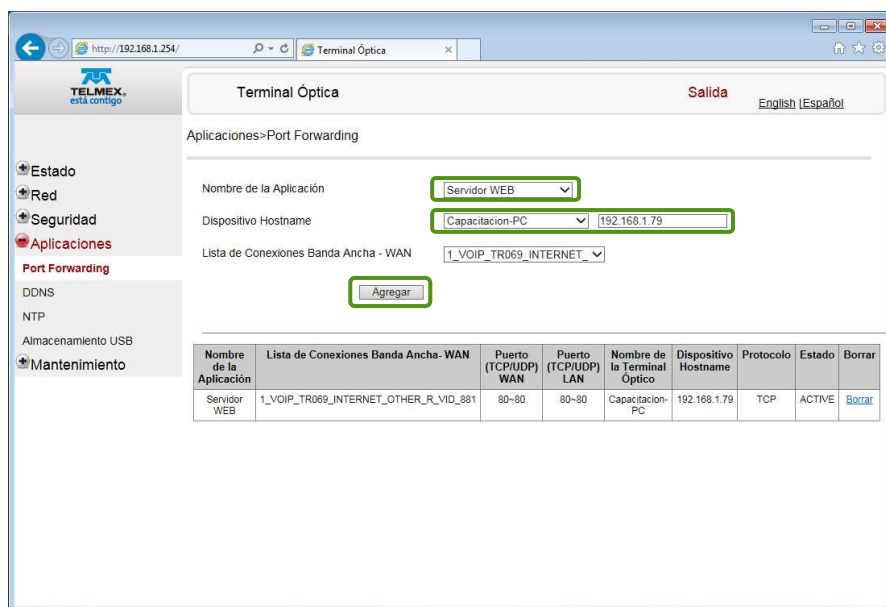 http://192.168.1.254/
Terminal Óptica
TELMEX.
está contigo
Terminal Óptica
Salida
English |Español
Aplicaciones>Port Forwarding
Estado
Red
Seguridad
Aplicaciones
Port Forwarding
DDNS
NTP
Almacenamiento USB
Mantenimiento
Nombre de la Aplicación
Servidor WEB
Dispositivo Hostname
Capacitacion-PC
192.168.1.79
Lista de Conexiones Banda Ancha - WAN
1_VOIP_TR069_INTERNET_
Agregar
Nombre de la Aplicación
Lista de Conexiones Banda Ancha- WAN
Puerto (TCP/UDP) WAN
Puerto (TCP/UDP) LAN
Nombre de la Terminal Óptico
Dispositivo Hostname
Protocolo
Estado
Borrar
Servidor WEB
1_VOIP_TR069_INTERNET_OTHER_R_VID_881
80~80
80~80
Capacitacion-PC
192.168.1.79
TCP
ACTIVE
Borrar